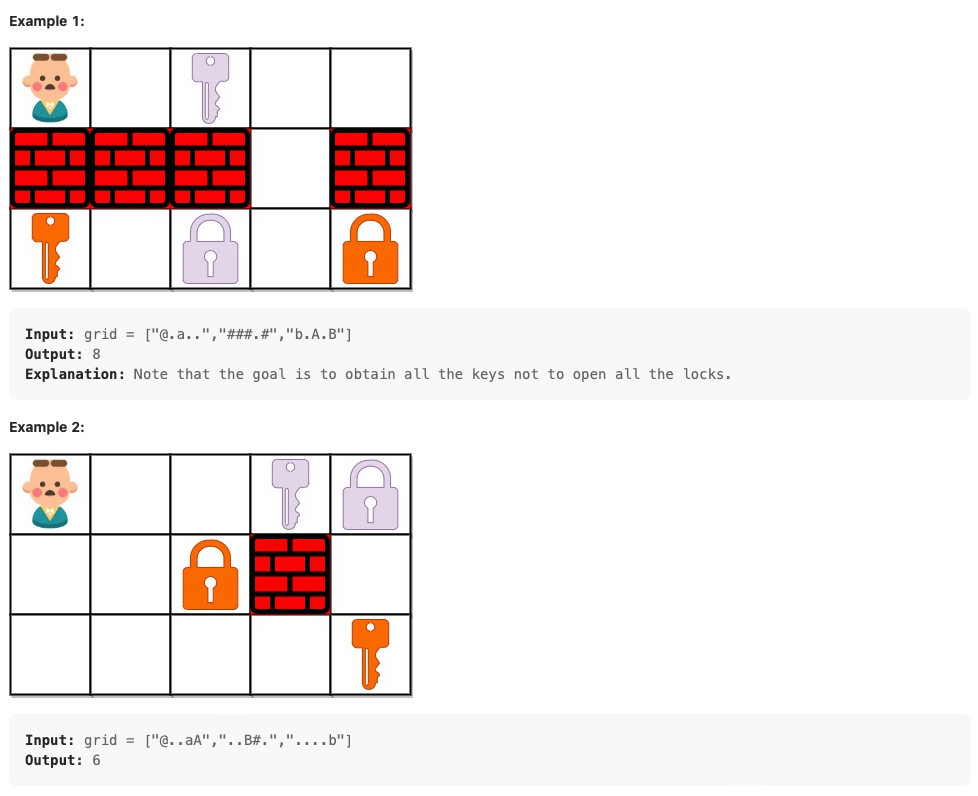 Example 1:
Input: grid = ["@.a..","###.#","b.A.B"]
Output: 8
Explanation: Note that the goal is to obtain all the keys not to open all the locks.
Example 2:
Input: grid = ["@..aA","..B#.","....b"]
Output: 6